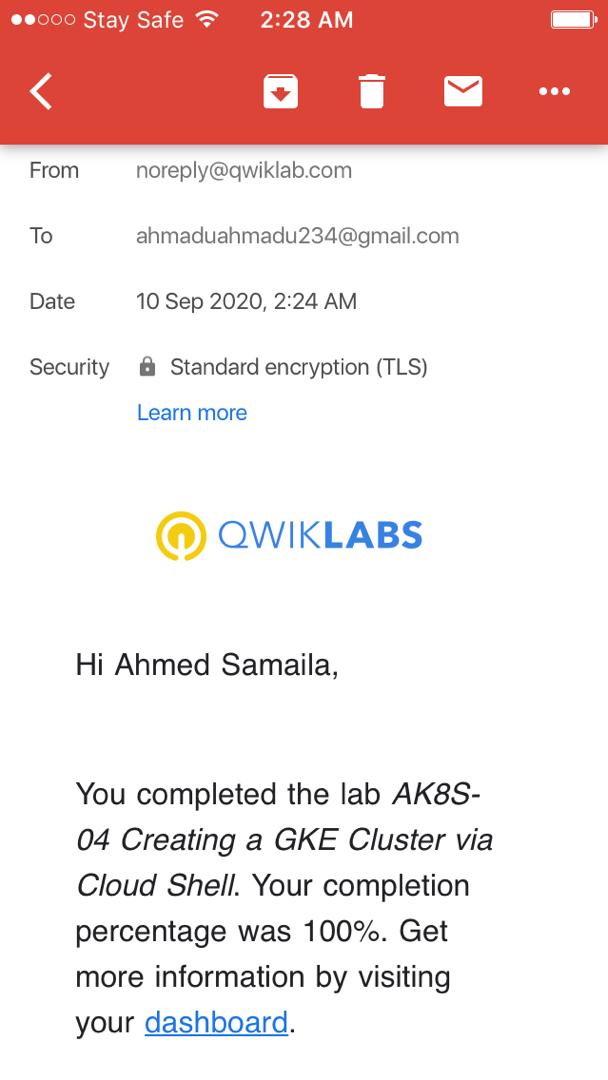 Stay Safe 2:28 AM
From noreply@qwiklab.com
To ahmaduahmadu234@gmail.com
Date 10 Sep 2020, 2:24 AM
Security Standard encryption (TLS)
Learn more
QWIKLABS
Hi Ahmed Samaila,
You completed the lab AK8S-
04 Creating a GKE Cluster via
Cloud Shell. Your completion
percentage was 100%. Get
more information by visiting
your dashboard.